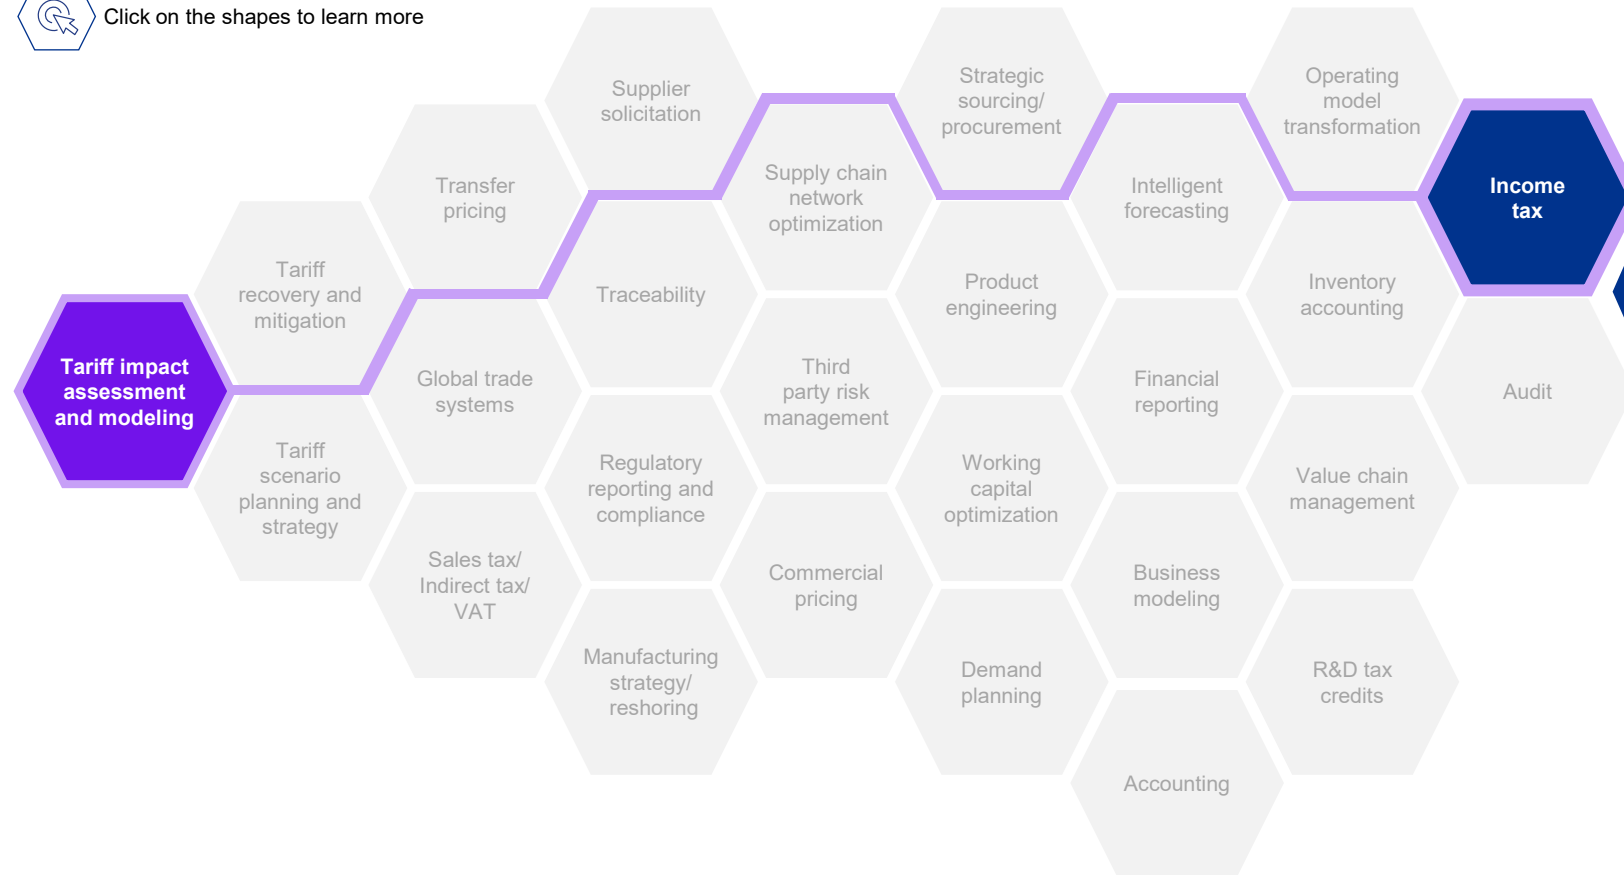 Click on the shapes to learn more
Supplier
solicitation
Strategic
sourcing/
procurement
Operating
model
transformation
Transfer
pricing
Supply chain
network
optimization
Intelligent
forecasting
Income
tax
Tariff
recovery and
mitigation
Traceability
Product
engineering
Inventory
accounting
Tariff impact
assessment
and modeling
Global trade
systems
Third
party risk
management
Financial
reporting
Audit
Tariff
scenario
planning and
strategy
Regulatory
reporting and
compliance
Working
capital
optimization
Value chain
management
Sales tax/
Indirect tax/
VAT
Commercial
pricing
Business
modeling
Manufacturing
strategy/
reshoring
Demand
planning
R&D tax
credits
Accounting